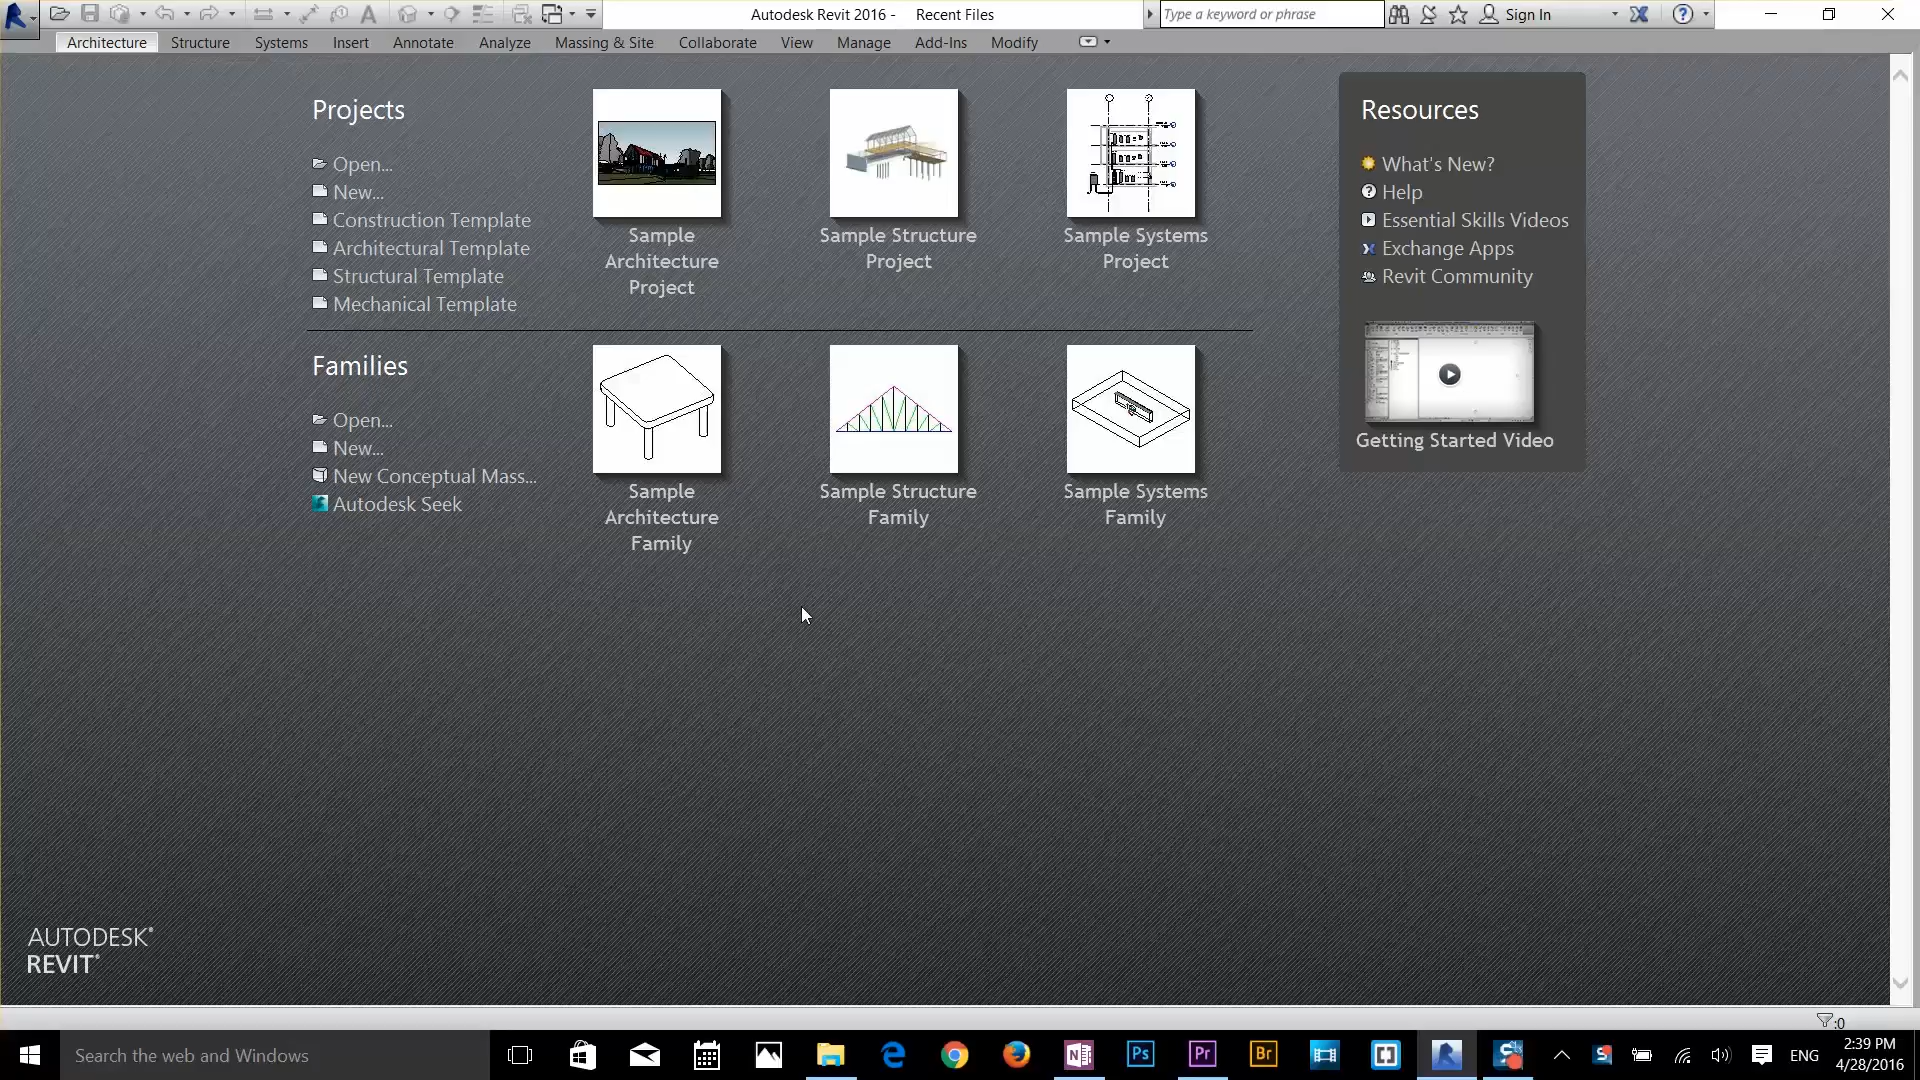 Autodesk Revit 2016 - Recent Files
Type a keyword or phrase
Sign In
Architecture Structure Systems Insert Annotate Analyze Massing & Site Collaborate View Manage Add-Ins Modify
Projects
Open...
New...
Construction Template
Architectural Template
Structural Template
Mechanical Template
Sample
Architecture
Project
Sample Structure
Project
Sample Systems
Project
Families
Open...
New...
New Conceptual Mass...
Autodesk Seek
Sample
Architecture
Family
Sample Structure
Family
Sample Systems
Family
Resources
What's New?
Help
Essential Skills Videos
Exchange Apps
Revit Community
Getting Started Video
AUTODESK®
REVIT®
:0
Search the web and Windows
Ps
Pr
Br
ENG
2:39 PM
4/28/2016